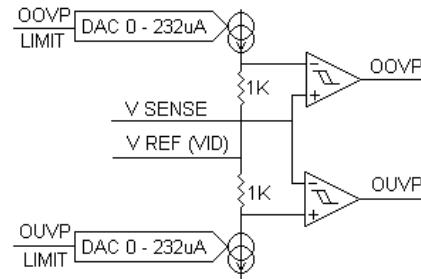 OOVP
LIMIT
DAC 0 - 232uA
1K
OOVP
V SENSE
V REF (VID)
1K
OUVP
OUVP
LIMIT
DAC 0 - 232uA